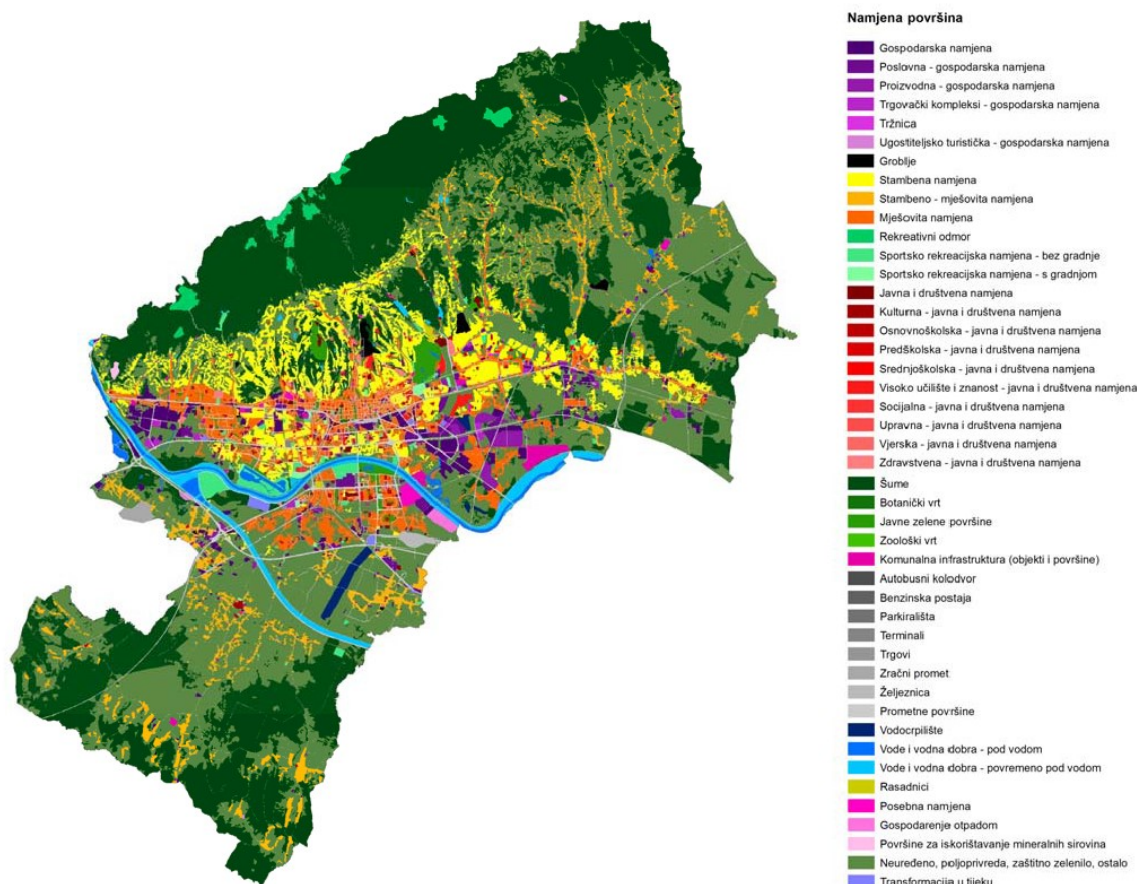 Namjena površina
Gospodarska namjena
Poslovna - gospodarska namjena
Proizvodna - gospodarska namjena
Trgovački kompleksi - gospodarska namjena
Tržnica
Ugostiteljsko turistička - gospodarska namjena
Groblje
Stambena namjena
Stambeno - mješovita namjena
Mješovita namjena
Rekreativni odmor
Sportsko rekreacijska namjena - bez gradnje
Sportsko rekreacijska namjena - s gradnjom
Javna i društvena namjena
Kulturna - javna i društvena namjena
Osnovnoškolska - javna i društvena namjena
Predškolska - javna i društvena namjena
Srednjoškolska - javna i društvena namjena
Visoko učilište i znanost - javna i društvena namjena
Socijalna - javna i društvena namjena
Upravna - javna i društvena namjena
Vjerska - javna i društvena namjena
Zdravstvena - javna i društvena namjena
Šume
Botanički vrt
Javne zelene površine
Zoološki vrt
Komunalna infrastruktura (objekti i površine)
Autobusni kolodvor
Benzinska postaja
Parkirališta
Terminali
Trgovi
Zračni promet
Željeznica
Prometne površine
Vodocrpilište
Vode i vodna dobra - pod vodom
Vode i vodna dobra - povremeno pod vodom
Rasadnici
Posebna namjena
Gospodarenje otpadom
Površine za iskorištavanje mineralnih sirovina
Neuređeno, poljoprivreda, zaštitno zelenilo, ostalo
Transformacija u tijeku